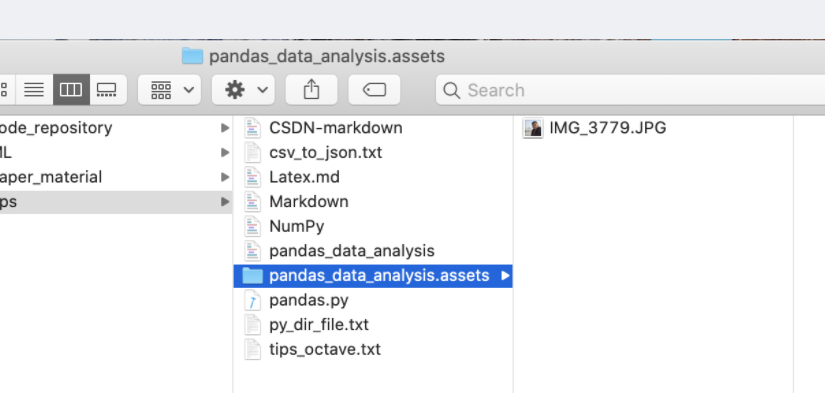 pandas_data_analysis.assets
Search
ode_repository
ML
aper_material
ps
CSDN-markdown
csv_to_json.txt
Latex.md
Markdown
NumPy
pandas_data_analysis
pandas_data_analysis.assets
pandas.py
py_dir_file.txt
tips_octave.txt
IMG_3779.JPG